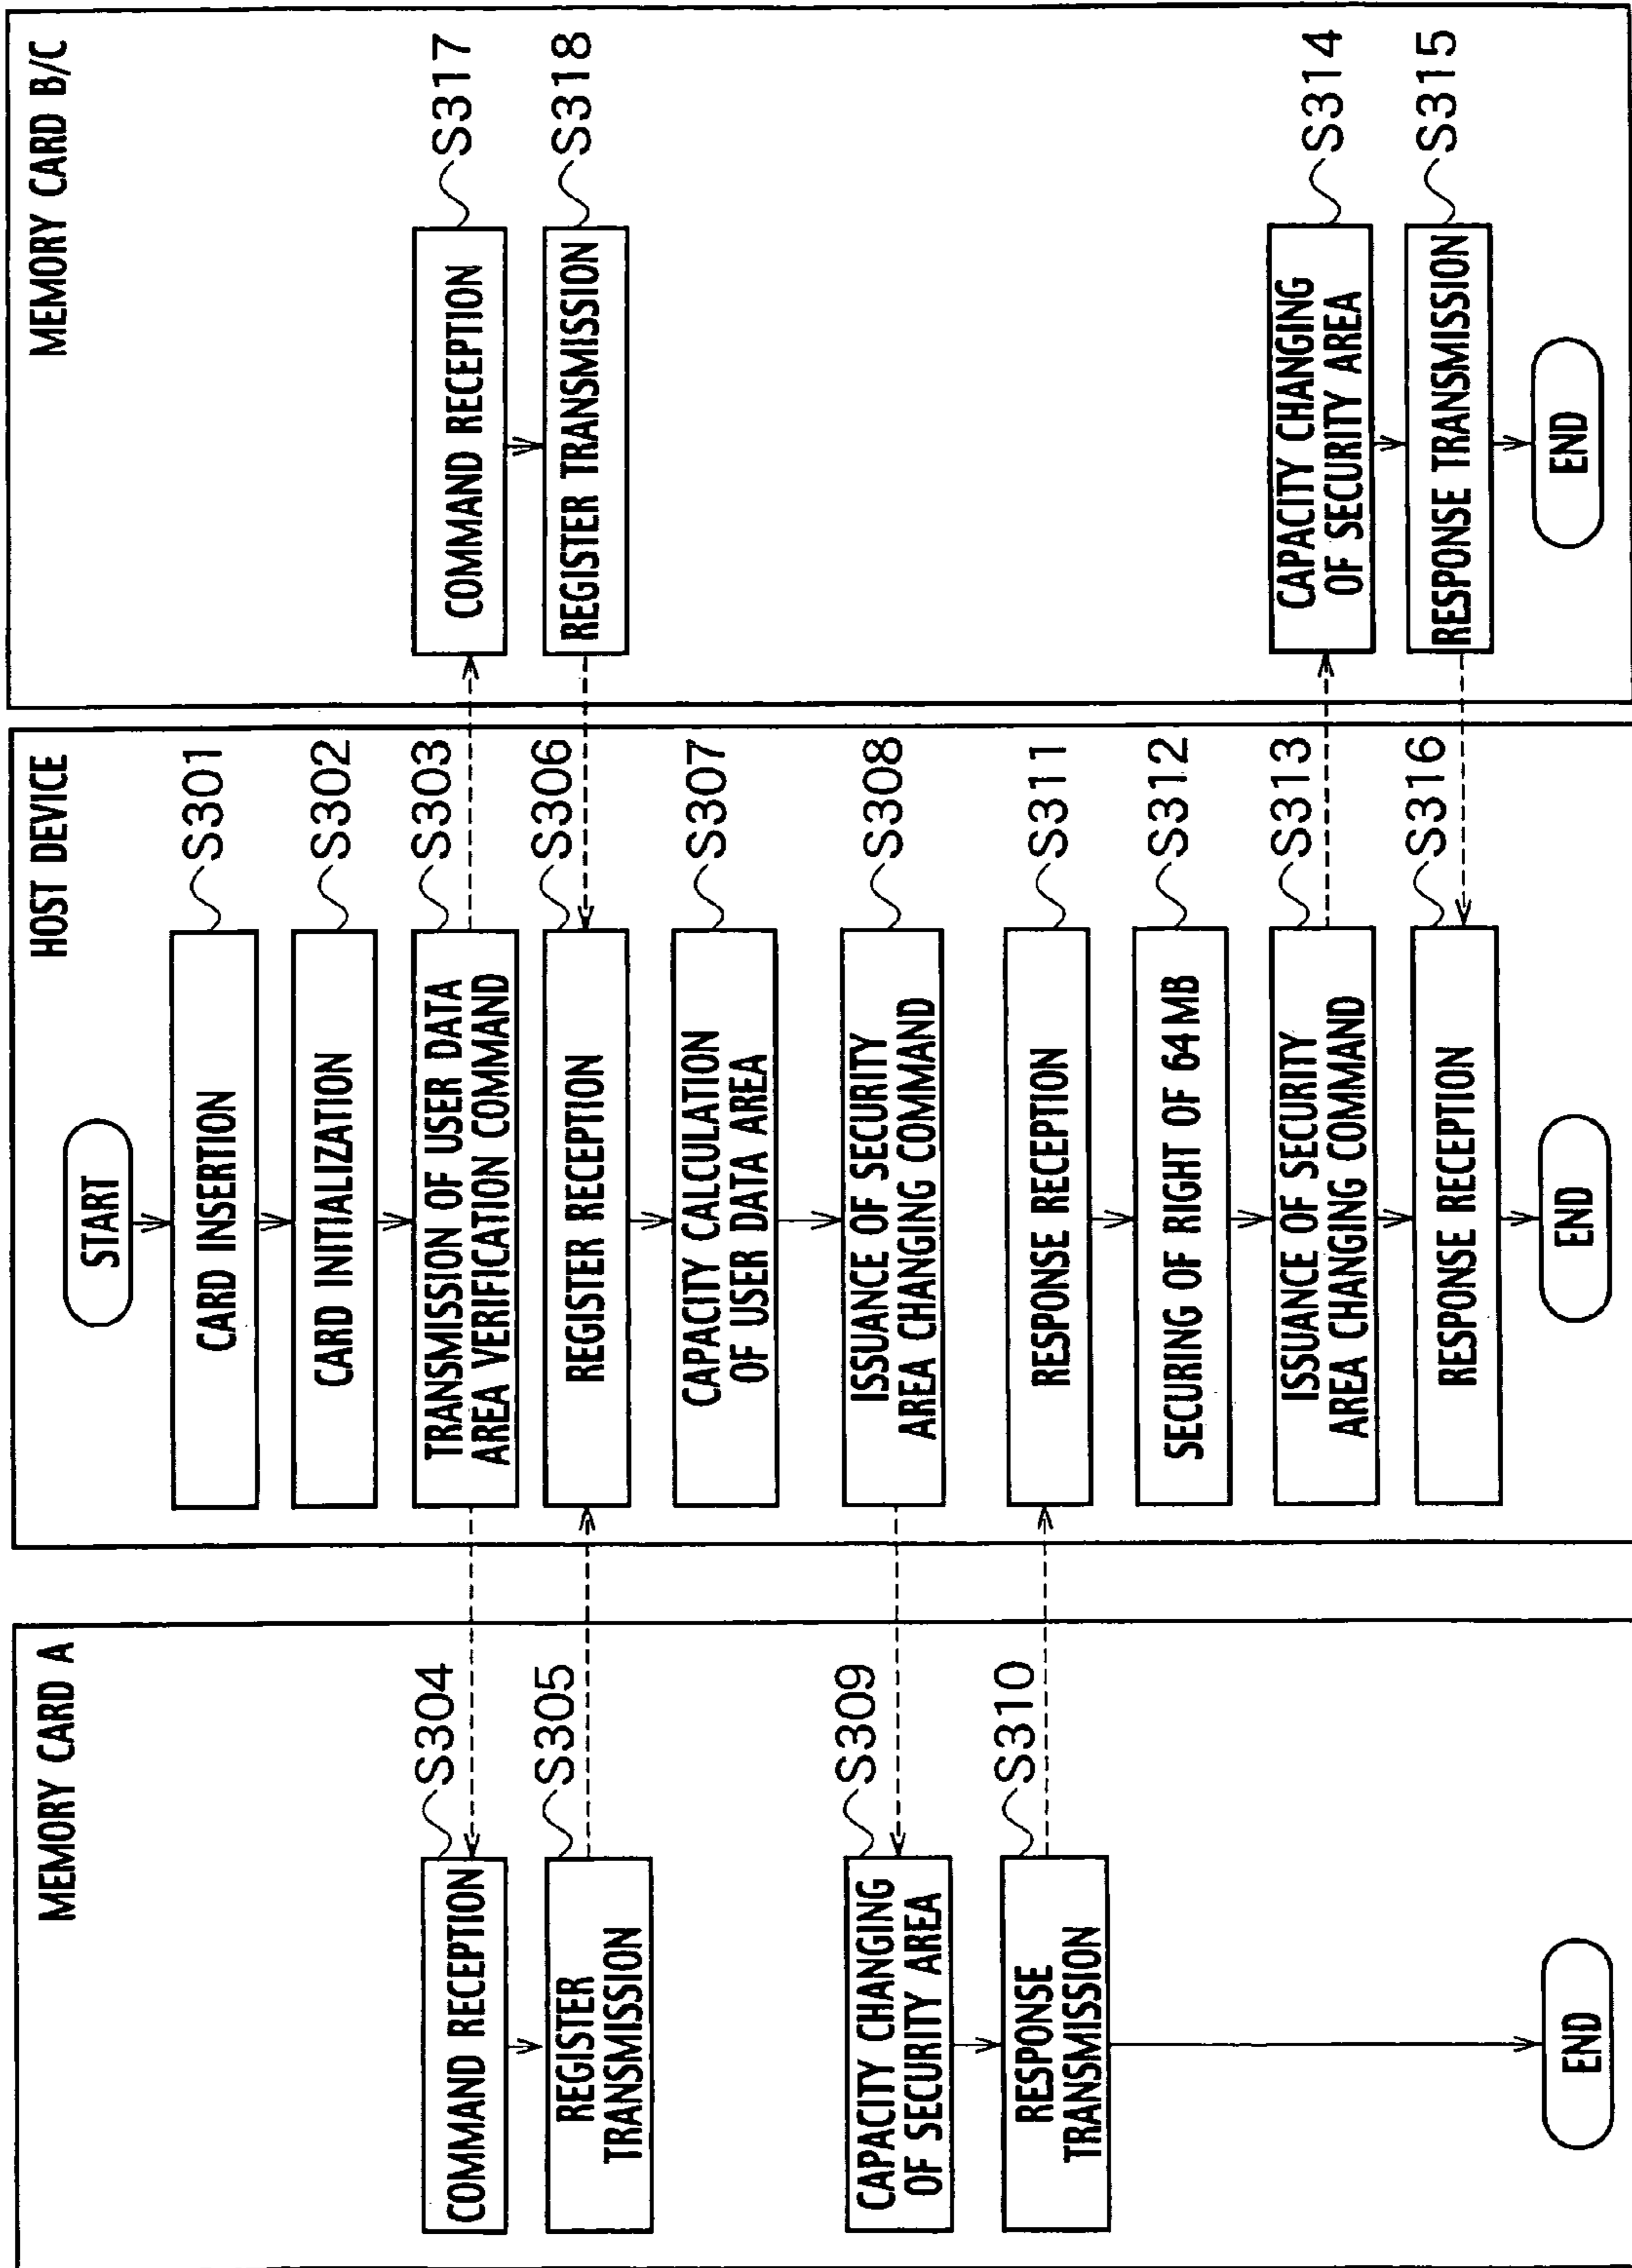 MEMORY CARD A
COMMAND RECEPTION
S304
REGISTER
TRANSMISSION
S305
CAPACITY CHANGING
OF SECURITY AREA
S309
RESPONSE
TRANSMISSION
S310
END
HOST DEVICE
START
CARD INSERTION
S301
CARD INITIALIZATION
S302
TRANSMISSION OF USER DATA
AREA VERIFICATION COMMAND
S303
REGISTER RECEPTION
S306
CAPACITY CALCULATION
OF USER DATA AREA
S307
ISSUANCE OF SECURITY
AREA CHANGING COMMAND
S308
RESPONSE RECEPTION
S311
SECURING OF RIGHT OF 64MB
S312
ISSUANCE OF SECURITY
AREA CHANGING COMMAND
S313
RESPONSE RECEPTION
S316
END
MEMORY CARD B/C
COMMAND RECEPTION
S317
REGISTER TRANSMISSION
S318
CAPACITY CHANGING
OF SECURITY AREA
S314
RESPONSE TRANSMISSION
S315
END